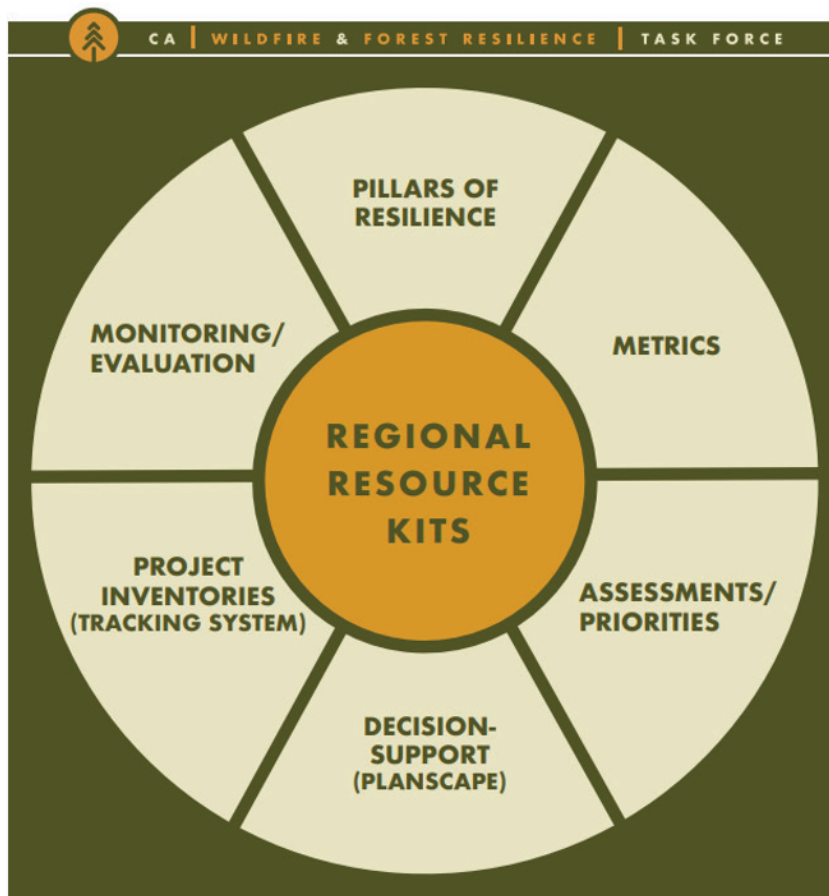 CA | WILDFIRE & FOREST RESILIENCE | TASK FORCE
PILLARS OF
RESILIENCE
METRICS
ASSESSMENTS/
PRIORITIES
DECISION-
SUPPORT
(PLANSCAPE)
PROJECT
INVENTORIES
(TRACKING SYSTEM)
MONITORING/
EVALUATION
REGIONAL
RESOURCE
KITS